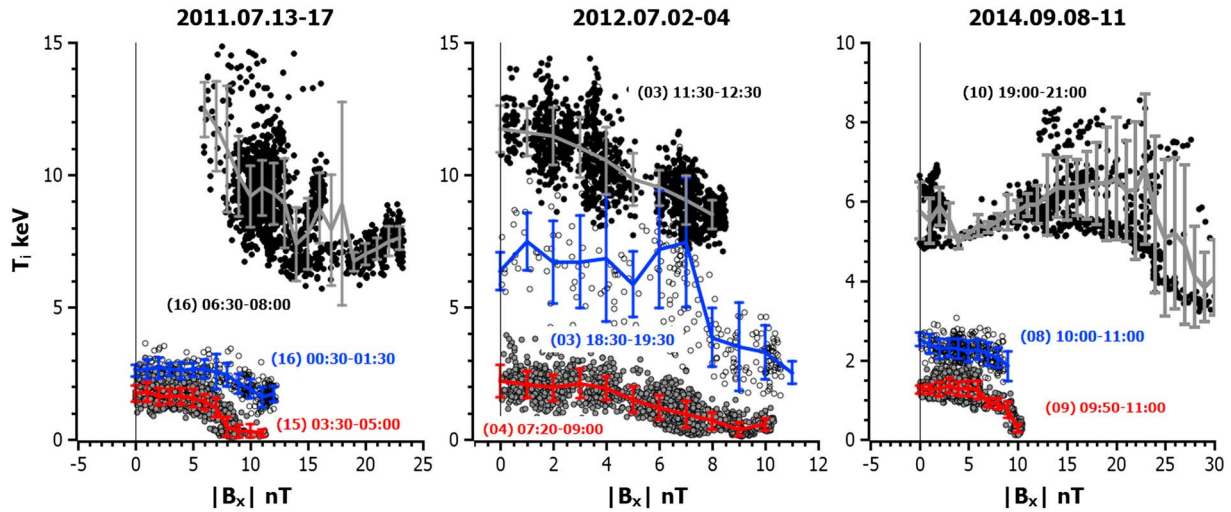 2011.07.13-17 2012.07.02-04 2014.09.08-11
15 15 10
(10) 19:00-21:00
(03) 11:30-12:30
8
10 10
6
Tᵢ keV
(16) 06:30-08:00
5 5 4
(03) 18:30-19:30 (08) 10:00-11:00
(16) 00:30-01:30
2
(15) 03:30-05:00 (04) 07:20-09:00 (09) 09:50-11:00
0 0 0
-5 0 5 10 15 20 25 0 2 4 6 8 10 12 -5 0 5 10 15 20 25 30
|Bₓ| nT |Bₓ| nT |Bₓ| nT